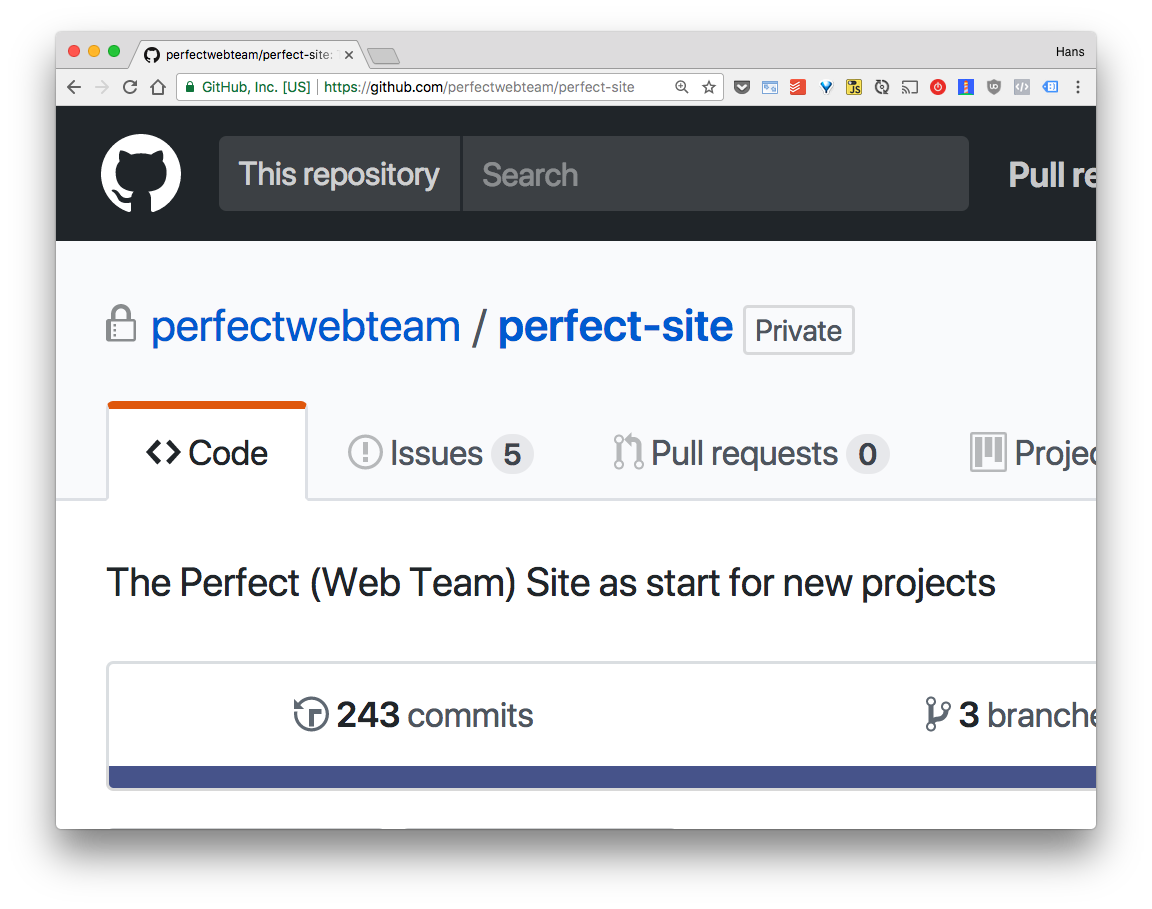 perfectwebteam/perfect-site:
Hans
GitHub, Inc. [US] https://github.com/perfectwebteam/perfect-site
This repository Search Pull re
perfectwebteam / perfect-site Private
Code Issues 5 Pull requests 0 Projec
The Perfect (Web Team) Site as start for new projects
243 commits 3 branche